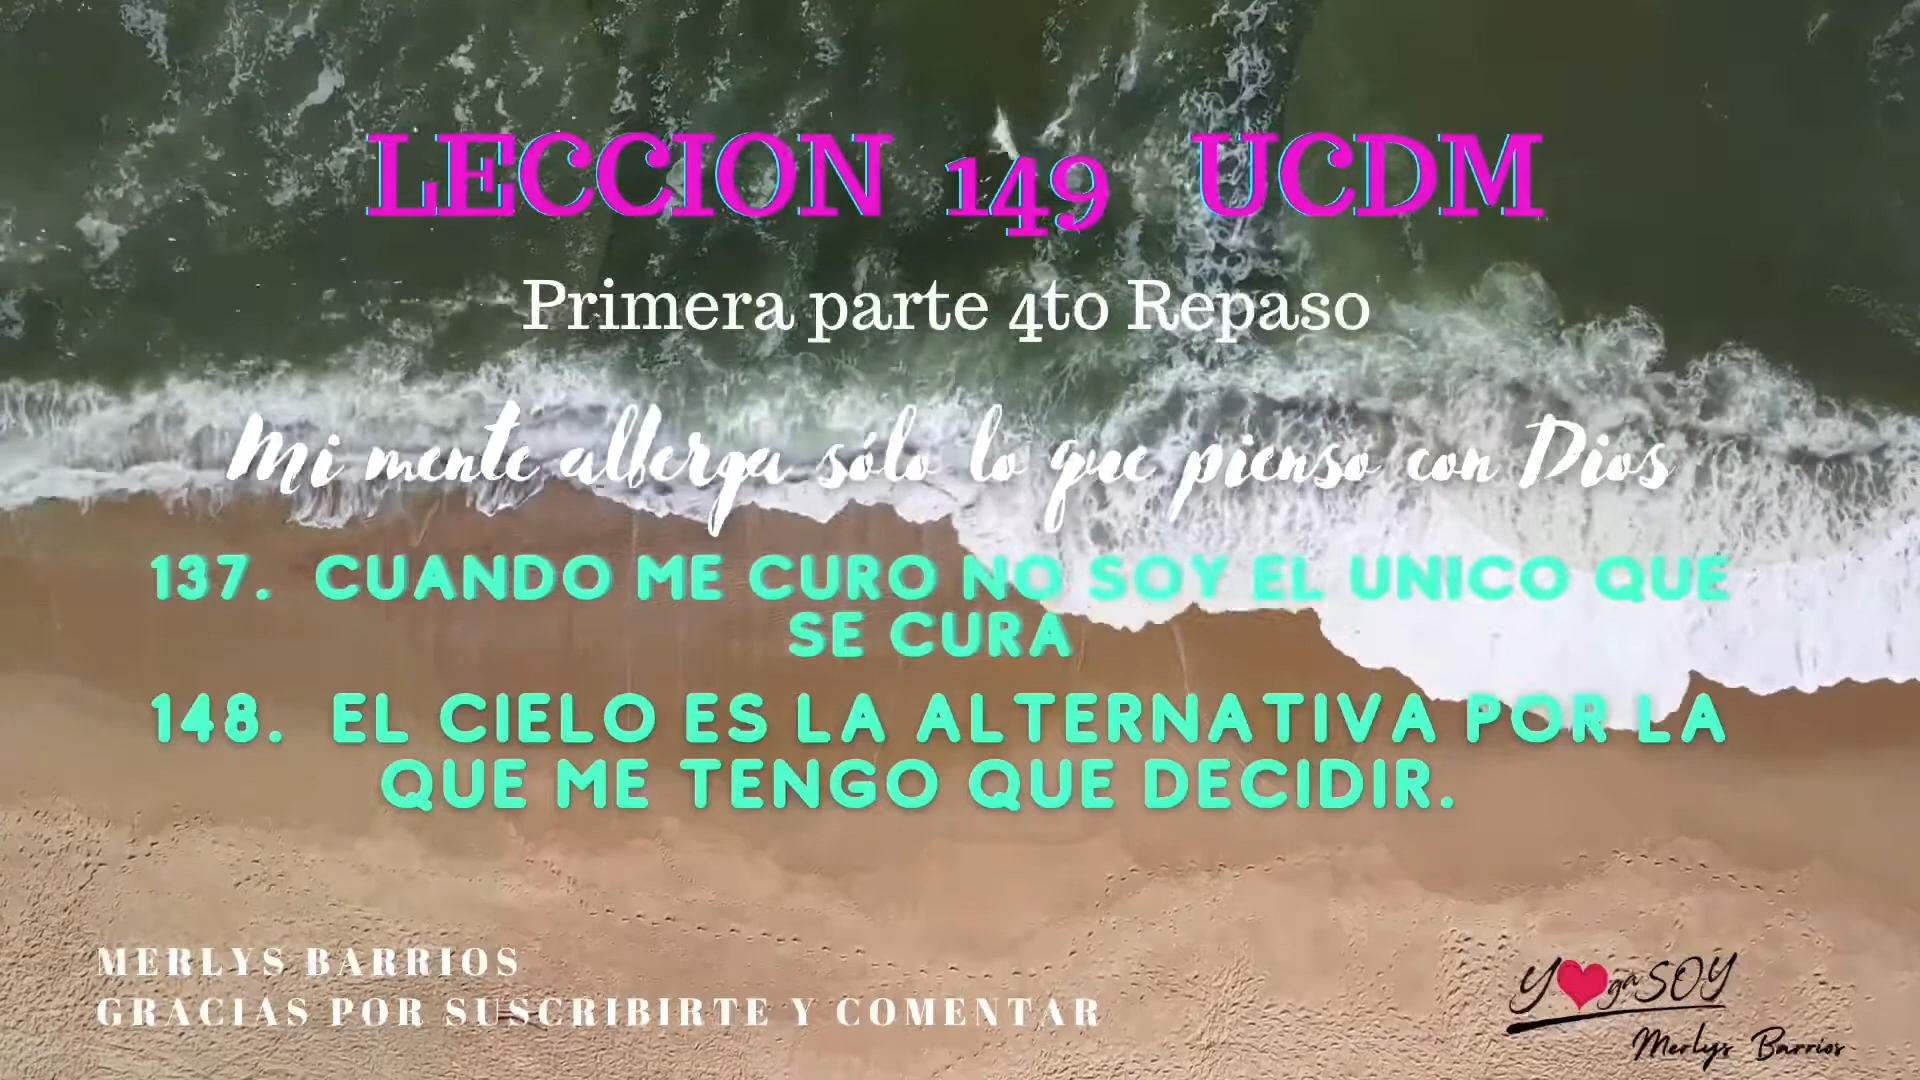 LECCION 149 UCDM
Primera parte 4to Repaso
Mi mente alberga sólo lo que pienso con Dios
137. CUANDO ME CURO NO SOY EL UNICO QUE
SE CURA
148. EL CIELO ES LA ALTERNATIVA POR LA
QUE ME TENGO QUE DECIDIR.
MERLYS BARRIOS
GRACIAS POR SUSCRIBIRTE Y COMENTAR
YogaSOY
Merlys Barrios